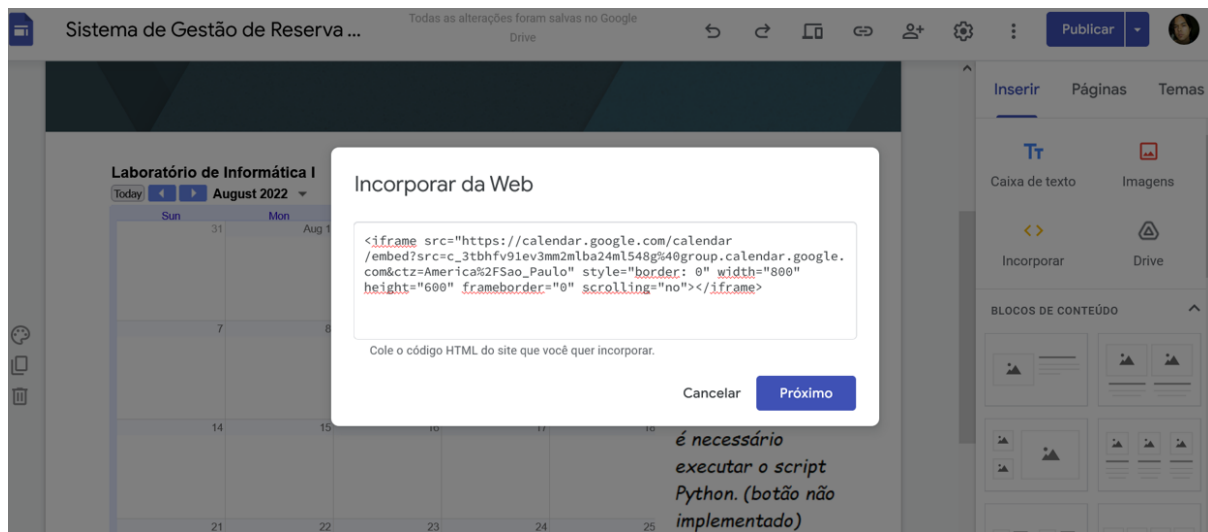 Sistema de Gestão de Reserva ...
Todas as alterações foram salvas no Google
Drive
Publicar
Inserir Páginas Temas
Caixa de texto Imagens
Incorporar Drive
BLOCOS DE CONTEÚDO
Laboratório de Informática I
Today August 2022
Sun Mon
31 Aug 1
7 8
14 15 16 17 18
21 22 23 24 25
Incorporar da Web
<iframe src="https://calendar.google.com/calendar
/embed?src=c_3tbhfv91ev3mm2mlba24ml548g%40group.calendar.google.
com&ctz=America%2FSao_Paulo" style="border: 0" width="800"
height="600" frameborder="0" scrolling="no"></iframe>
Cole o código HTML do site que você quer incorporar.
Cancelar Próximo
é necessário
executar o script
Python. (botão não
implementado)